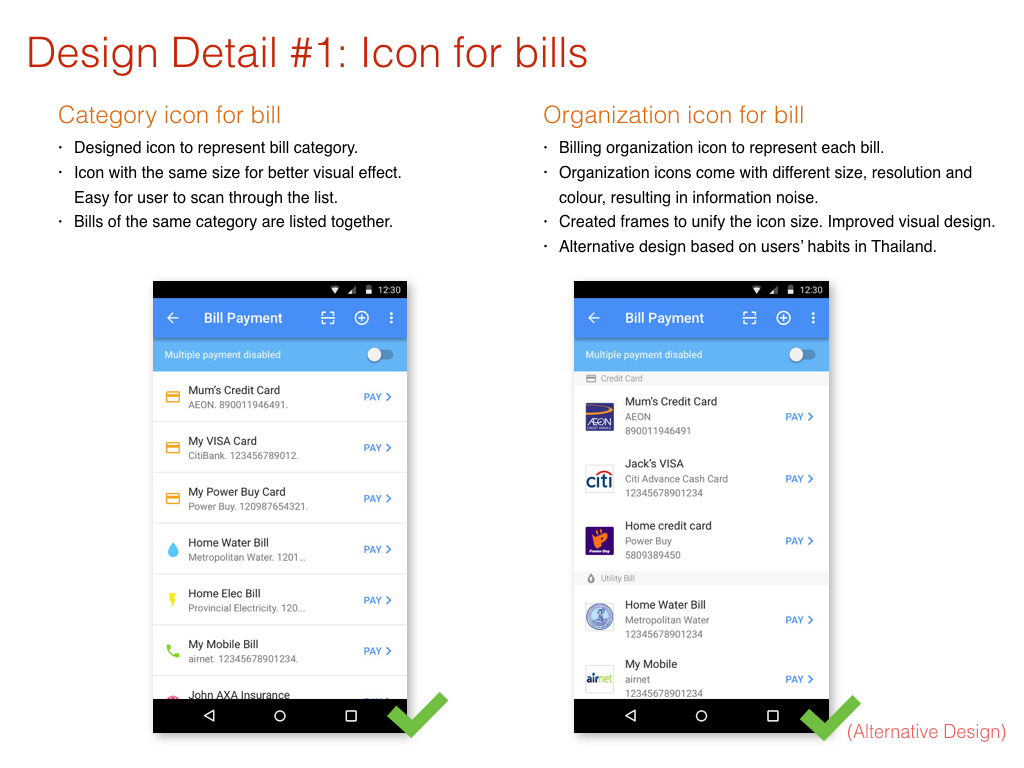 Design Detail #1: Icon for bills
Category icon for bill
· Designed icon to represent bill category.
· Icon with the same size for better visual effect.
Easy for user to scan through the list.
· Bills of the same category are listed together.
Organization icon for bill
· Billing organization icon to represent each bill.
· Organization icons come with different size, resolution and
colour, resulting in information noise.
· Created frames to unify the icon size. Improved visual design.
· Alternative design based on users’ habits in Thailand.
12:30
Bill Payment
Multiple payment disabled
Mum’s Credit Card
AEON. 890011946491.
PAY
My VISA Card
CitiBank. 123456789012.
PAY
My Power Buy Card
Power Buy. 120987654321.
PAY
Home Water Bill
Metropolitan Water. 1201...
PAY
Home Elec Bill
Provincial Electricity. 120...
PAY
My Mobile Bill
airnet. 12345678901234.
PAY
John AXA Insurance
12:30
Bill Payment
Multiple payment disabled
Credit Card
AEON
CREDIT SERVICE
Mum’s Credit Card
AEON
890011946491
PAY
citi
Jack’s VISA
Citi Advance Cash Card
12345678901234
PAY
Power Buy
Home credit card
Power Buy
5809389450
PAY
Utility Bill
Home Water Bill
Metropolitan Water
12345678901234
PAY
airnet
My Mobile
airnet
12345678901234
PAY
(Alternative Design)